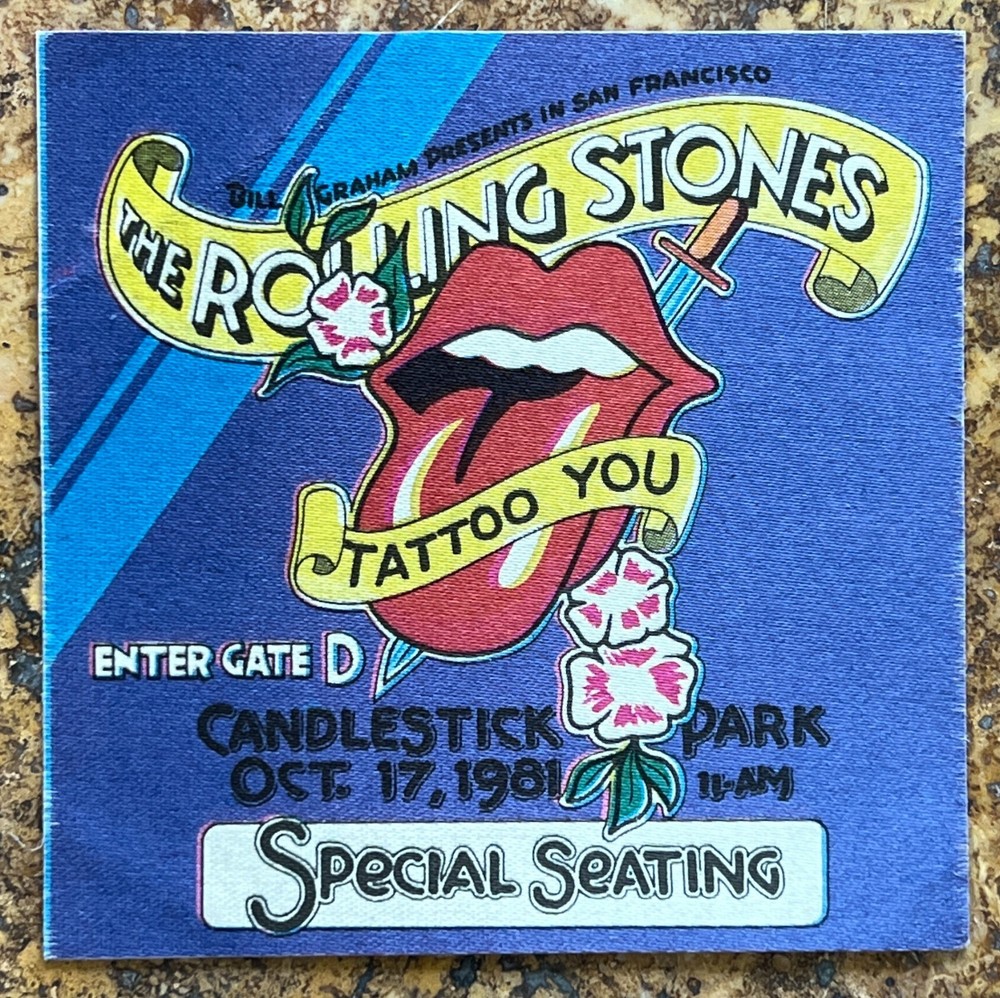 BILL GRAHAM PRESENTS IN SAN FRANCISCO
THE ROLLING STONES
TATTOO YOU
ENTER GATE D
CANDLESTICK PARK
OCT. 17, 1981 11-AM
SPeCIAL SeATING